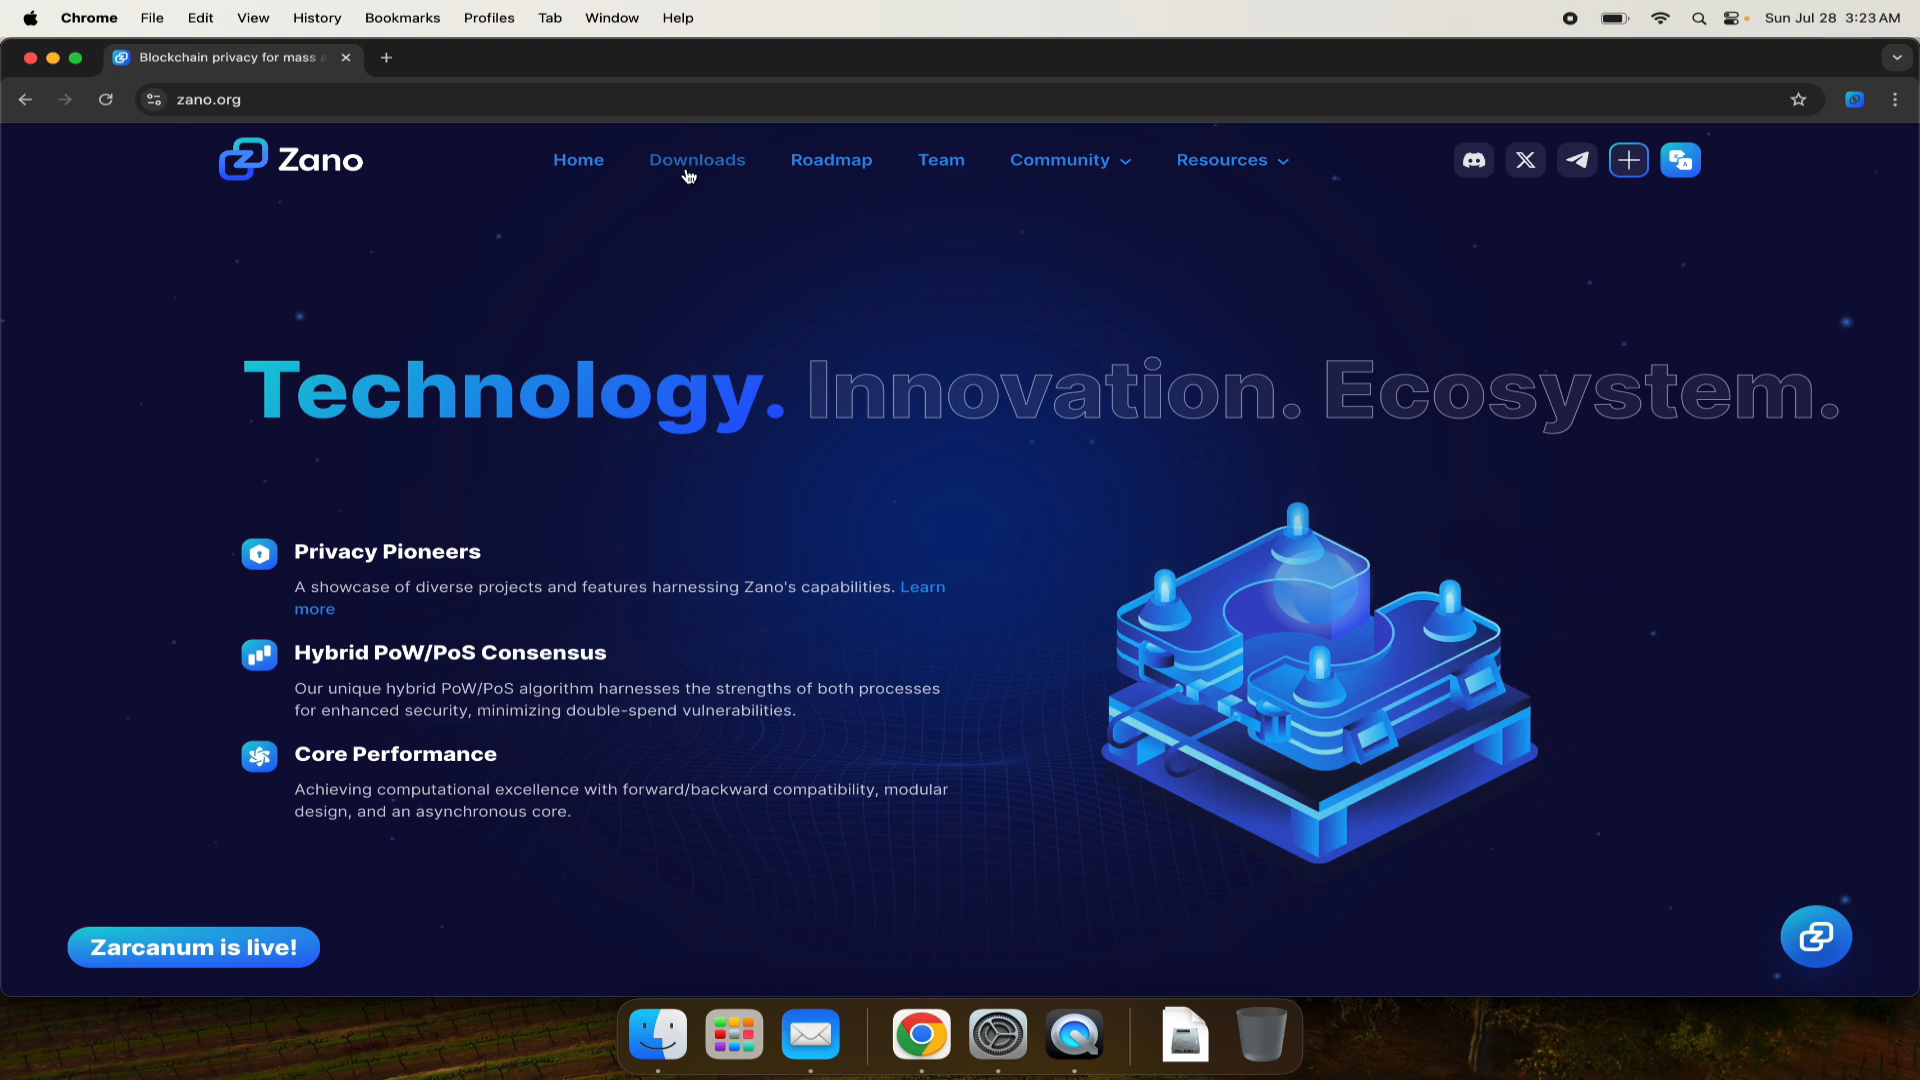 Chrome File Edit View History Bookmarks Profiles Tab Window Help Sun Jul 28 3:23 AM
Blockchain privacy for mass
zano.org
Zano Home Downloads Roadmap Team Community Resources
Technology. Innovation. Ecosystem.
Privacy Pioneers
A showcase of diverse projects and features harnessing Zano's capabilities. Learn
more
Hybrid PoW/PoS Consensus
Our unique hybrid PoW/PoS algorithm harnesses the strengths of both processes
for enhanced security, minimizing double-spend vulnerabilities.
Core Performance
Achieving computational excellence with forward/backward compatibility, modular
design, and an asynchronous core.
Zarcanum is live!